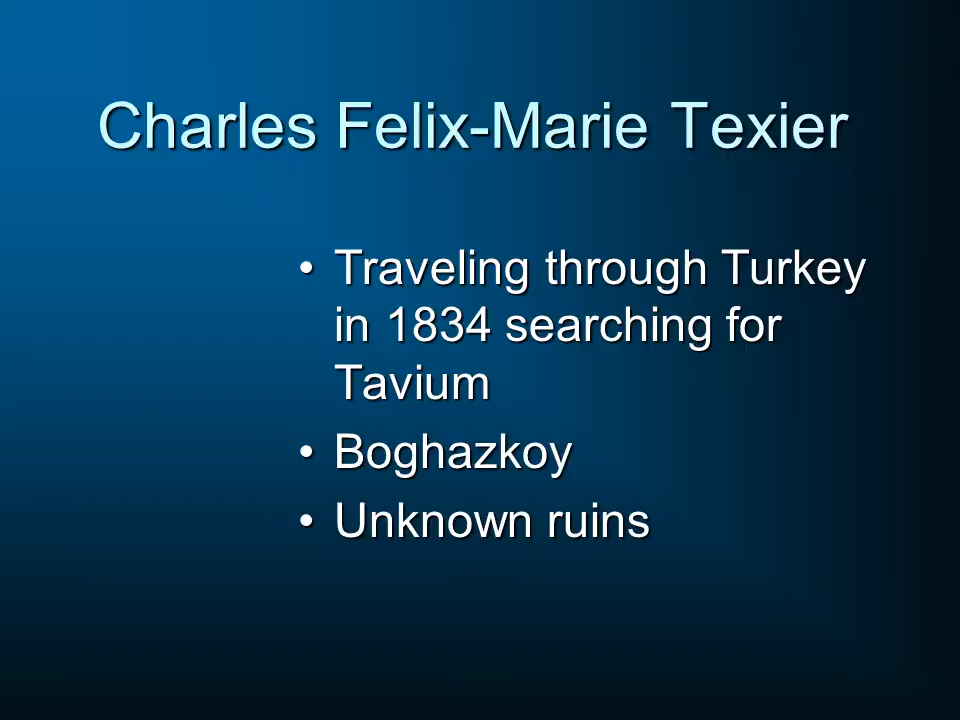 Charles Felix-Marie Texier
• Traveling through Turkey
in 1834 searching for
Tavium
• Boghazkoy
• Unknown ruins